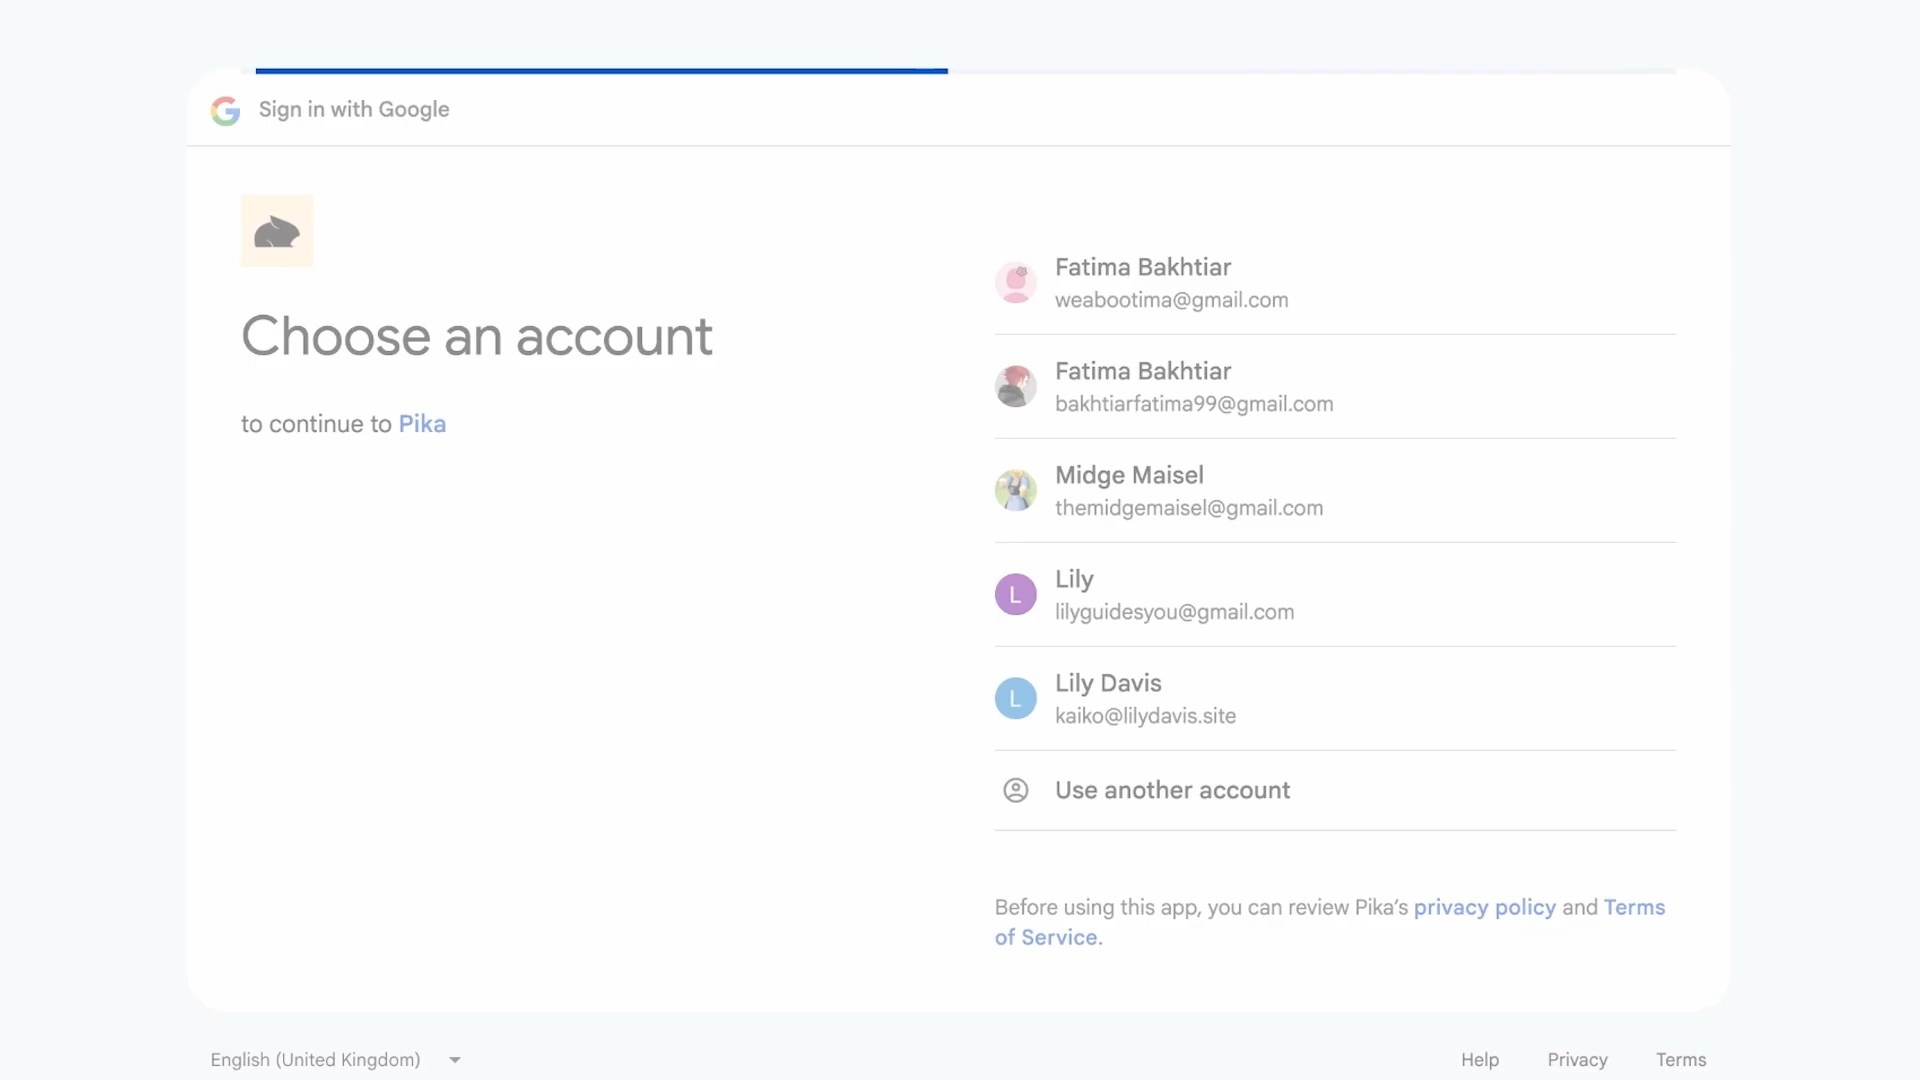 Sign in with Google
Choose an account
to continue to Pika
Fatima Bakhtiar
weabootima@gmail.com
Fatima Bakhtiar
bakhtiarfatima99@gmail.com
Midge Maisel
themidgemaisel@gmail.com
L
Lily
lilyguidesyou@gmail.com
L
Lily Davis
kaiko@lilydavis.site
Use another account
Before using this app, you can review Pika’s privacy policy and Terms
of Service.
English (United Kingdom)
Help
Privacy
Terms